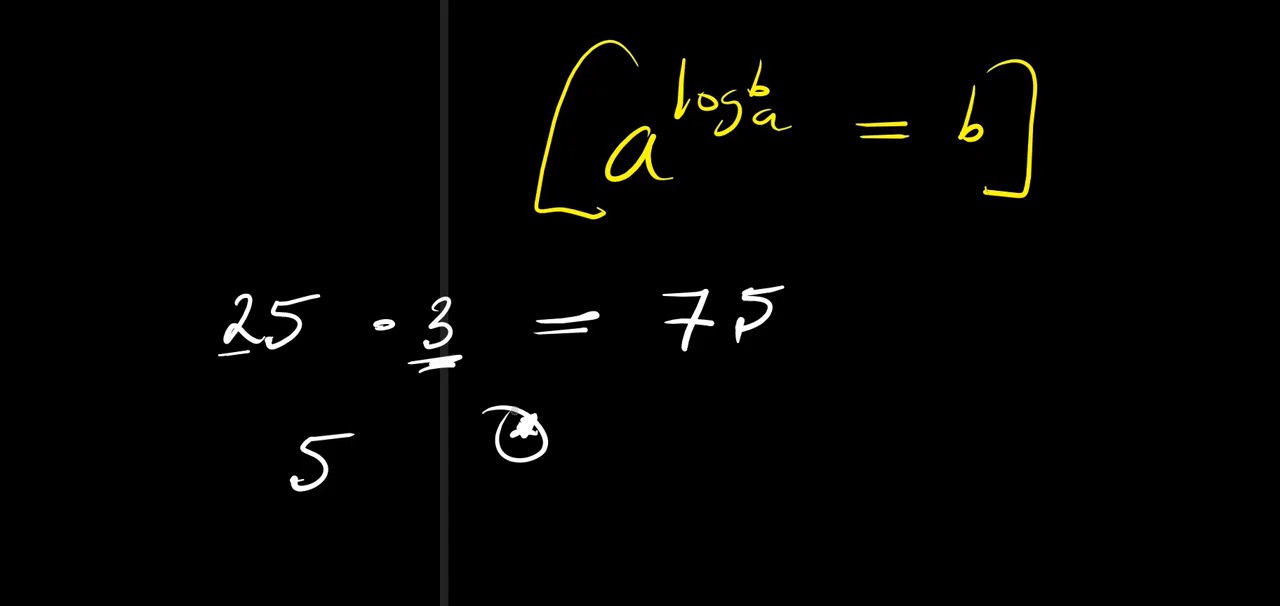 [a^log_a^b = b]
25 · 3 = 75
5